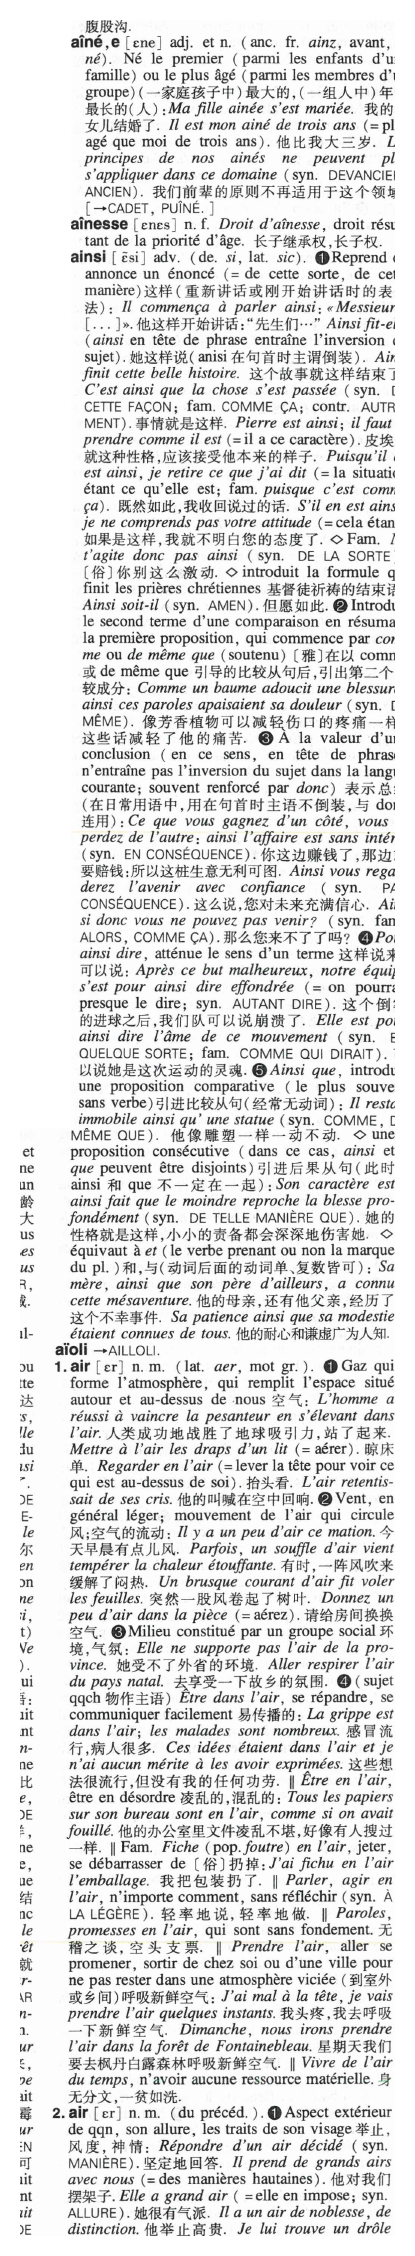 腹股沟.
aîné,e [ɛne] adj. et n. (anc. fr. ainz, avant,
né). Né le premier (parmi les enfants d'u
famille) ou le plus âgé (parmi les membres d'u
groupe)(一家庭孩子中)最大的,(一组人中)年
最长的(人):Ma fille ainée s'est mariée. 我的
女儿结婚了. Il est mon ainé de trois ans (=pl
agé que moi de trois ans). 他比我大三岁. L
principes de nos ainés ne peuvent pl
s'appliquer dans ce domaine (syn. DEVANCIE
ANCIEN). 我们前辈的原则不再适用于这个领域
[→CADET, PUÎNÉ.]
aînesse [ɛnɛs] n. f. Droit d'aînesse, droit résu
tant de la priorité d'âge. 长子继承权,长子权.
ainsi [ɛ̃si] adv. (de. si, lat. sic). ❶Reprend
annonce un énoncé (= de cette sorte, de cet
manière)这样(重新讲话或刚开始讲话时的表
法): Il commença à parler ainsi: «Messieur
[...]». 他这样开始讲话:“先生们…” Ainsi fit-el
(ainsi en tête de phrase entraîne l'inversion
sujet). 她这样说(anisi 在句首时主谓倒装). Ain
finit cette belle histoire. 这个故事就这样结束了
C'est ainsi que la chose s'est passée (syn.
CETTE FAÇON; fam. COMME ÇA; contr. AUTR
MENT). 事情就是这样. Pierre est ainsi; il faut
prendre comme il est (=il a ce caractère). 皮埃
就这种性格,应该接受他本来的样子. Puisqu'il
est ainsi, je retire ce que j'ai dit (= la situatio
étant ce qu'elle est; fam. puisque c'est comm
ça). 既然如此,我收回说过的话. S'il en est ains
je ne comprends pas votre attitude (=cela étan
如果是这样,我就不明白您的态度了. ◇Fam.
t'agite donc pas ainsi (syn. DE LA SORTE
[俗]你别这么激动. ◇introduit la formule q
finit les prières chrétiennes 基督徒祈祷的结束语
Ainsi soit-il (syn. AMEN). 但愿如此. ❷Introdu
le second terme d'une comparaison en résuma
la première proposition, qui commence par com
me ou de même que (soutenu) [雅]在以 comm
或 de même que 引导的比较从句后,引出第二个
较成分: Comme un baume adoucit une blessur
ainsi ces paroles apaisaient sa douleur (syn. D
MÊME). 像芳香植物可以减轻伤口的疼痛一样
这些话减轻了他的痛苦. ❸À la valeur d'un
conclusion (en ce sens, en tête de phras
n'entraîne pas l'inversion du sujet dans la langu
courante; souvent renforcé par donc) 表示总
(在日常用语中,用在句首时主语不倒装,与 don
连用): Ce que vous gagnez d'un côté, vous
perdez de l'autre; ainsi l'affaire est sans intér
(syn. EN CONSÉQUENCE). 你这边赚钱了,那边
要赔钱:所以这桩生意无利可图. Ainsi vous rega
derez l'avenir avec confiance (syn. PA
CONSÉQUENCE). 这么说,您对未来充满信心. Ai
si donc vous ne pouvez pas venir? (syn. fam
ALORS, COMME ÇA). 那么您来不了了吗? ❹Po
ainsi dire, atténue le sens d'un terme 这样说来
可以说: Après ce but malheureux, notre équip
s'est pour ainsi dire effondrée (= on pourra
presque le dire; syn. AUTANT DIRE). 这个倒
的进球之后,我们队可以说崩溃了. Elle est po
ainsi dire l'âme de ce mouvement (syn. E
QUELQUE SORTE; fam. COMME QUI DIRAIT).
以说她是这次运动的灵魂. ❺Ainsi que, introdu
une proposition comparative (le plus souve
sans verbe)引进比较从句(经常无动词): Il resta
immobile ainsi qu' une statue (syn. COMME, D
MÊME QUE). 他像雕塑一样一动不动. ◇ une
et proposition consécutive (dans ce cas, ainsi et
ne que peuvent être disjoints)引进后果从句(此时
un ainsi 和 que 不一定在一起): Son caractère est
龄 ainsi fait que le moindre reproche la blesse pro-
大 fondément (syn. DE TELLE MANIÈRE QUE). 她的
us 性格就是这样,小小的责备都会深深地伤害她. ◇
es équivaut à et (le verbe prenant ou non la marque
us du pl.)和,与(动词后面的动词单、复数皆可): Sa
R, mère, ainsi que son père d'ailleurs, a connu
cette mésaventure. 他的母亲,还有他父亲,经历了
这个不幸事件. Sa patience ainsi que sa modestie
il- étaient connues de tous. 他的耐心和谦虚广为人知.
aïoli →AILLOLI.
ou 1. air [ɛr] n. m. (lat. aer, mot gr.). ❶Gaz qui
tte forme l'atmosphère, qui remplit l'espace situé
达 autour et au-dessus de nous 空气: L'homme a
s, réussi à vaincre la pesanteur en s'élevant dans
lle l'air. 人类成功地战胜了地球吸引力,站了起来.
du Mettre à l'air les draps d'un lit (= aérer). 晾床
si 单. Regarder en l'air (=lever la tête pour voir ce
qui est au-dessus de soi). 抬头看. L'air retentis-
DE sait de ses cris. 他的叫喊在空中回响. ❷Vent, en
E- général léger; mouvement de l'air qui circule
le 风;空气的流动: Il y a un peu d'air ce mation. 今
尔 天早晨有点儿风. Parfois, un souffle d'air vient
en tempérer la chaleur étouffante. 有时,一阵风吹来
on 缓解了闷热. Un brusque courant d'air fit voler
ne les feuilles. 突然一股风卷起了树叶. Donnez un
i, peu d'air dans la pièce (=aérez). 请给房间换换
t) 空气. ❸Milieu constitué par un groupe social 环
Ne 境,气氛: Elle ne supporte pas l'air de la pro-
). vince. 她受不了外省的环境. Aller respirer l'air
ui du pays natal. 去享受一下故乡的氛围. ❹(sujet
qqch 物作主语) Être dans l'air, se répandre, se
it communiquer facilement 易传播的: La grippe est
nt dans l'air; les malades sont nombreux. 感冒流
n- 行,病人很多. Ces idées étaient dans l'air et je
ne n'ai aucun mérite à les avoir exprimées. 这些想
比 法很流行,但没有我的任何功劳. ‖ Être en l'air,
e, être en désordre 凌乱的,混乱的: Tous les papiers
DE sur son bureau sont en l'air, comme si on avait
fouillé. 他的办公室里文件凌乱不堪,好像有人搜过
ne 一样. ‖ Fam. Fiche (pop. foutre) en l'air, jeter,
e, se débarrasser de [俗]扔掉: J'ai fichu en l'air
ue l'emballage. 我把包装扔了. ‖ Parler, agir en
结 l'air, n'importe comment, sans réfléchir (syn. À
nc LA LÉGÈRE). 轻率地说,轻率地做. ‖ Paroles,
le promesses en l'air, qui sont sans fondement. 无
êt 稽之谈,空头支票. ‖ Prendre l'air, aller se
就 promener, sortir de chez soi ou d'une ville pour
r- ne pas rester dans une atmosphère viciée (到室外
AR 或乡间)呼吸新鲜空气: J'ai mal à la tête, je vais
n- prendre l'air quelques instants. 我头疼,我去呼吸
一下新鲜空气. Dimanche, nous irons prendre
ur l'air dans la forêt de Fontainebleau. 星期天我们
要去枫丹白露森林呼吸新鲜空气. ‖ Vivre de l'air
du temps, n'avoir aucune ressource matérielle. 身
ait 无分文,一贫如洗.
霉 2. air [ɛr] n. m. (du précéd.). ❶Aspect extérieur
ur de qqn, son allure, les traits de son visage 举止,
EN 风度,神情: Répondre d'un air décidé (syn.
可 MANIÈRE). 坚定地回答. Il prend de grands airs
it avec nous (=des manières hautaines). 他对我们
nt 摆架子. Elle a grand air (=elle en impose; syn.
it ALLURE). 她很有气派. Il a un air de noblesse, de
DE distinction. 他举止高贵. Je lui trouve un drôle